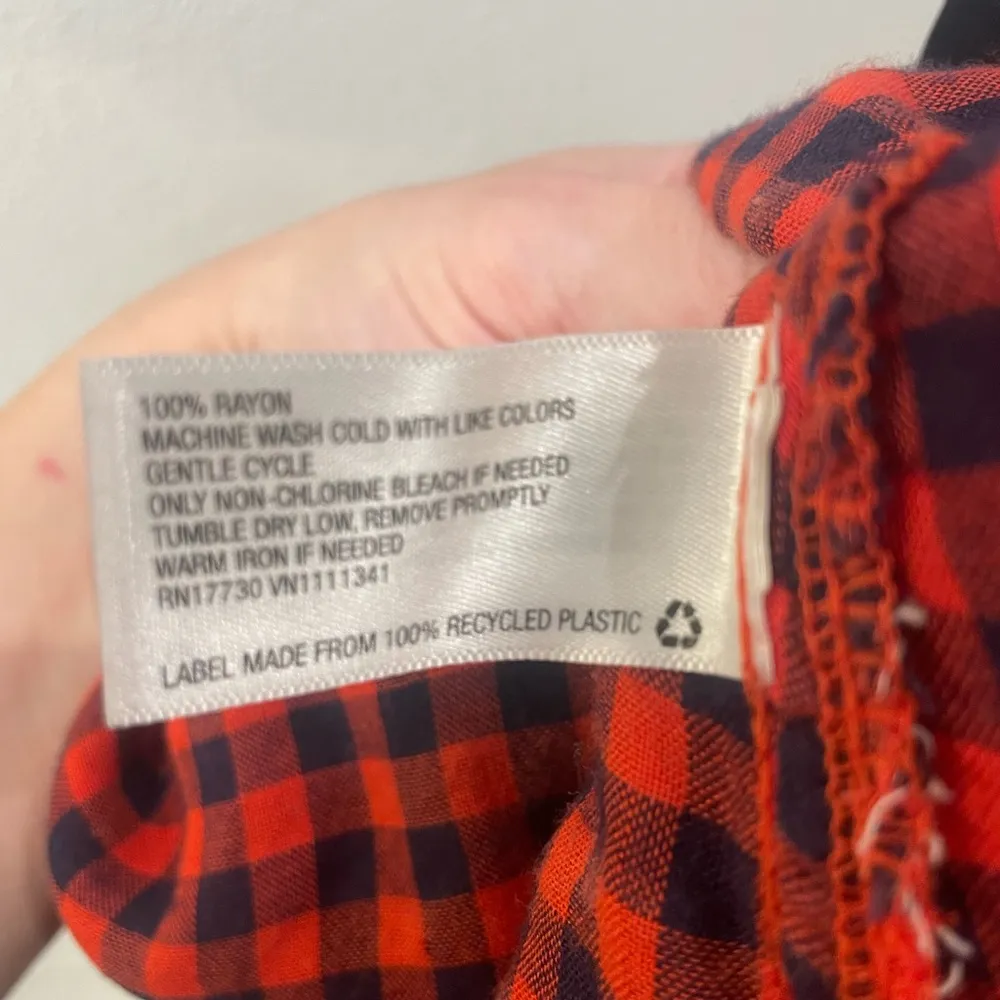 100% RAYON
MACHINE WASH COLD WITH LIKE COLORS
GENTLE CYCLE
ONLY NON-CHLORINE BLEACH IF NEEDED
TUMBLE DRY LOW, REMOVE PROMPTLY
WARM IRON IF NEEDED
RN17730 VN1111341
LABEL MADE FROM 100% RECYCLED PLASTIC